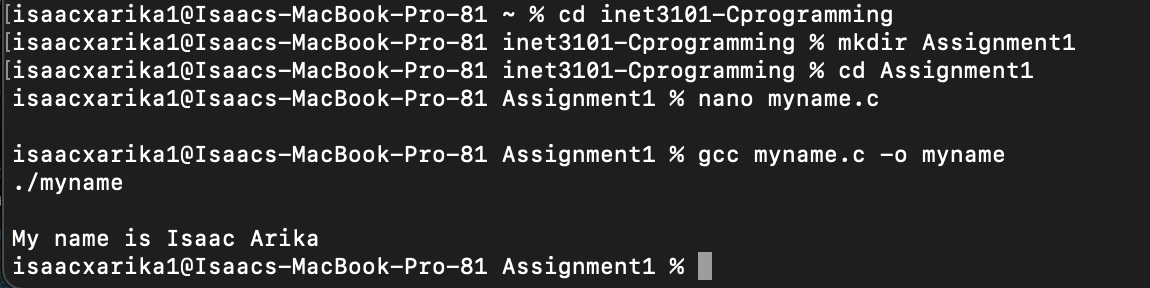 [isaacxarika1@Isaacs-MacBook-Pro-81 ~ % cd inet3101-Cprogramming
[isaacxarika1@Isaacs-MacBook-Pro-81 inet3101-Cprogramming % mkdir Assignment1
[isaacxarika1@Isaacs-MacBook-Pro-81 inet3101-Cprogramming % cd Assignment1
isaacxarika1@Isaacs-MacBook-Pro-81 Assignment1 % nano myname.c
isaacxarika1@Isaacs-MacBook-Pro-81 Assignment1 % gcc myname.c -o myname
./myname
My name is Isaac Arika
isaacxarika1@Isaacs-MacBook-Pro-81 Assignment1 %